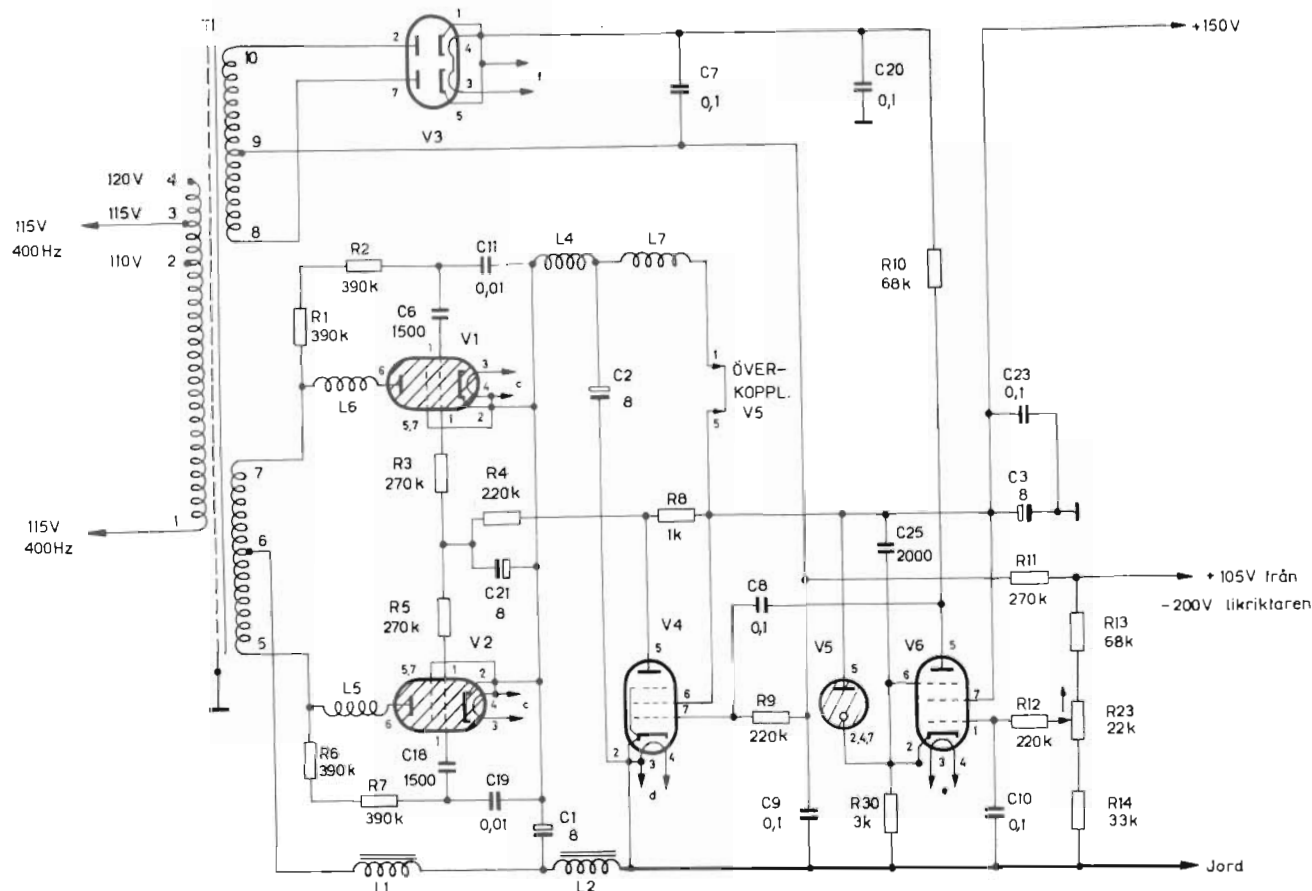 T1
1
2
10
2
4
7
3
5
f
C7
0,1
C20
0,1
+150V
V3
9
8
120V 4
115V 3
110V 2
115V
400Hz
R2
390k
C11
0,01
L4
L7
R10
68k
R1
390k
C6
1500
V1
1
6
3
4
c
2
5,7
1
L6
C2
8
1
ÖVER-
KOPPL.
V5
5
C23
0,1
7
R3
270k
R4
220k
R8
1k
C3
8
1
115V
400Hz
6
C21
8
C25
2000
R11
270k
+ 105V från
-200V likriktaren
R5
270k
C8
0,1
R13
68k
5
V2
5,7
1
2
4
c
3
6
L5
V4
5
6
7
2
3
4
d
V5
5
2,4,7
V6
5
6
7
1
2
3
4
e
R9
220k
R12
220k
R23
22k
R6
390k
C18
1500
1
R7
390k
C19
0,01
C1
8
C9
0,1
R30
3k
C10
0,1
R14
33k
L1
L2
Jord